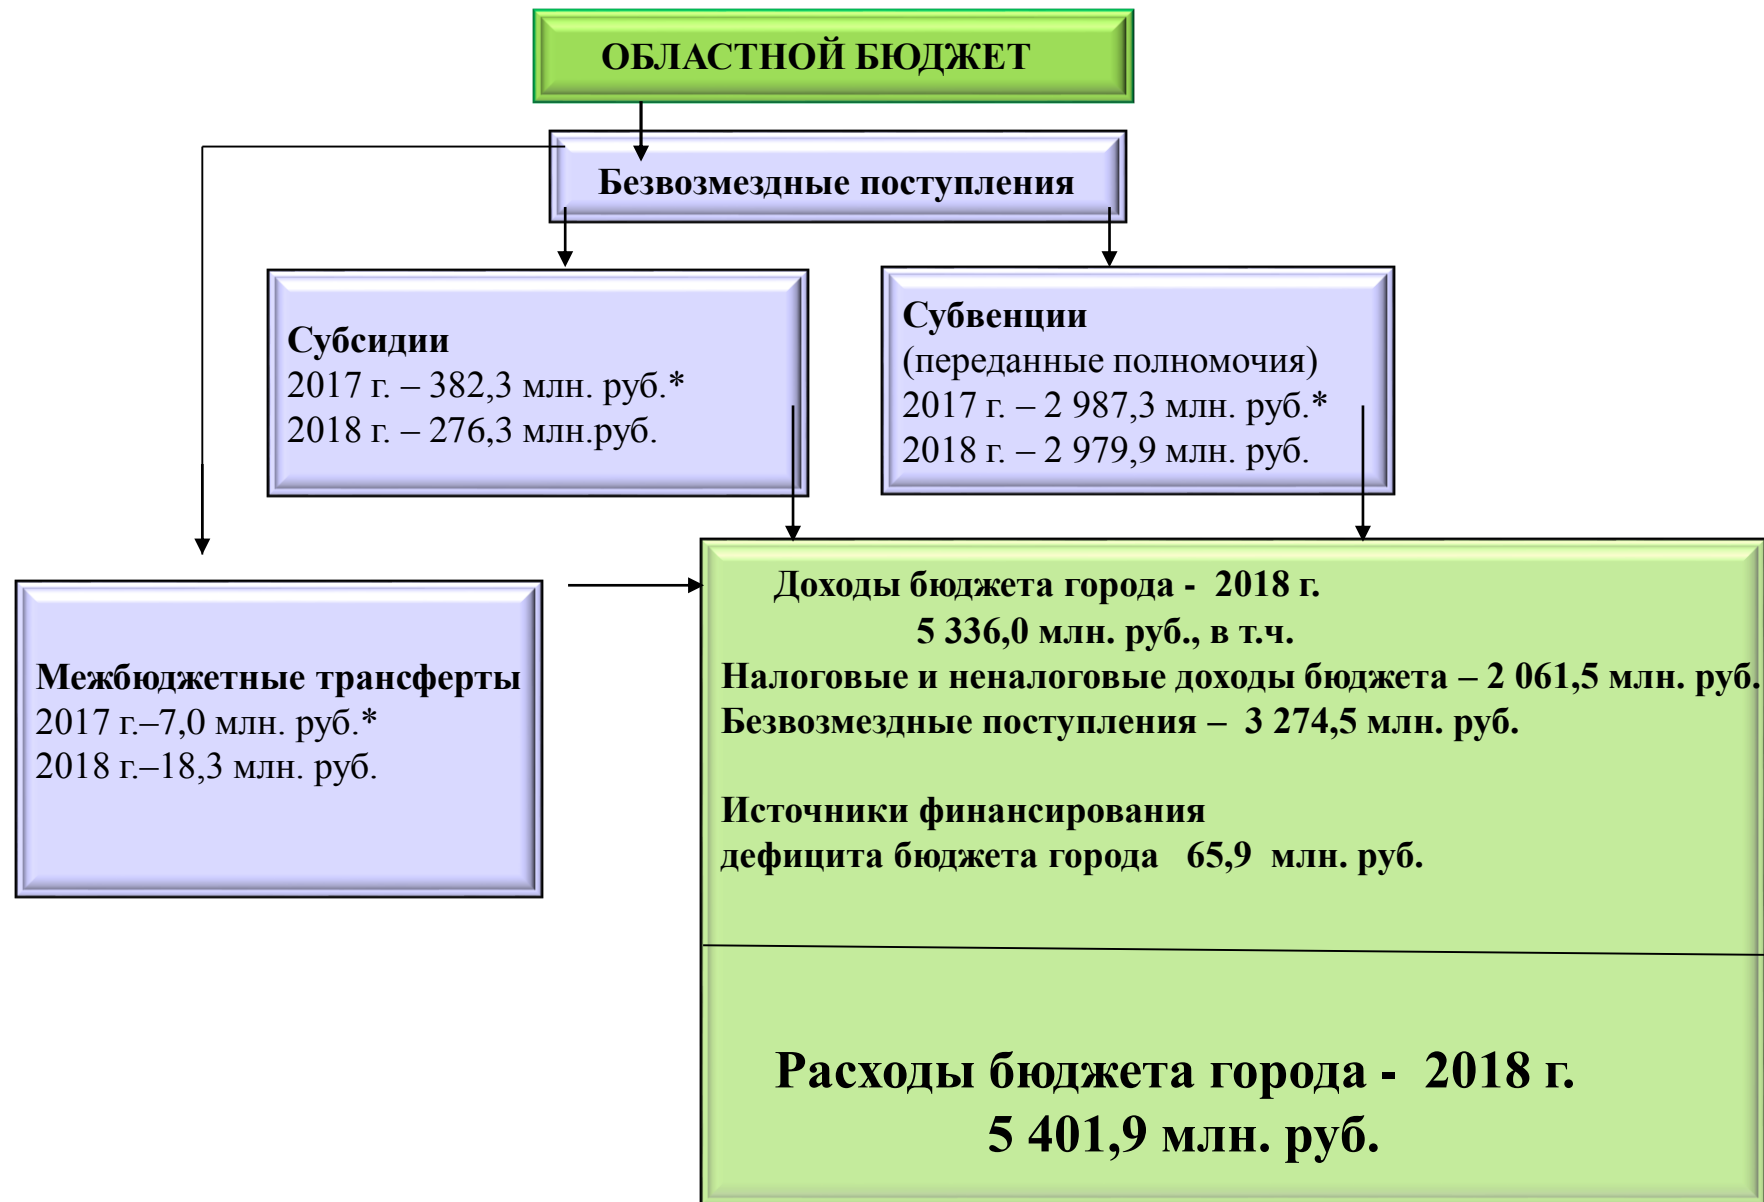 ОБЛАСТНОЙ БЮДЖЕТ
Безвозмездные поступления
Субсидии
2017 г. – 382,3 млн. руб.*
2018 г. – 276,3 млн.руб.
Субвенции
(переданные полномочия)
2017 г. – 2 987,3 млн. руб.*
2018 г. – 2 979,9 млн. руб.
Межбюджетные трансферты
2017 г.–7,0 млн. руб.*
2018 г.–18,3 млн. руб.
Доходы бюджета города - 2018 г.
5 336,0 млн. руб., в т.ч.
Налоговые и неналоговые доходы бюджета – 2 061,5 млн. руб.
Безвозмездные поступления – 3 274,5 млн. руб.
Источники финансирования
дефицита бюджета города 65,9 млн. руб.
Расходы бюджета города - 2018 г.
5 401,9 млн. руб.